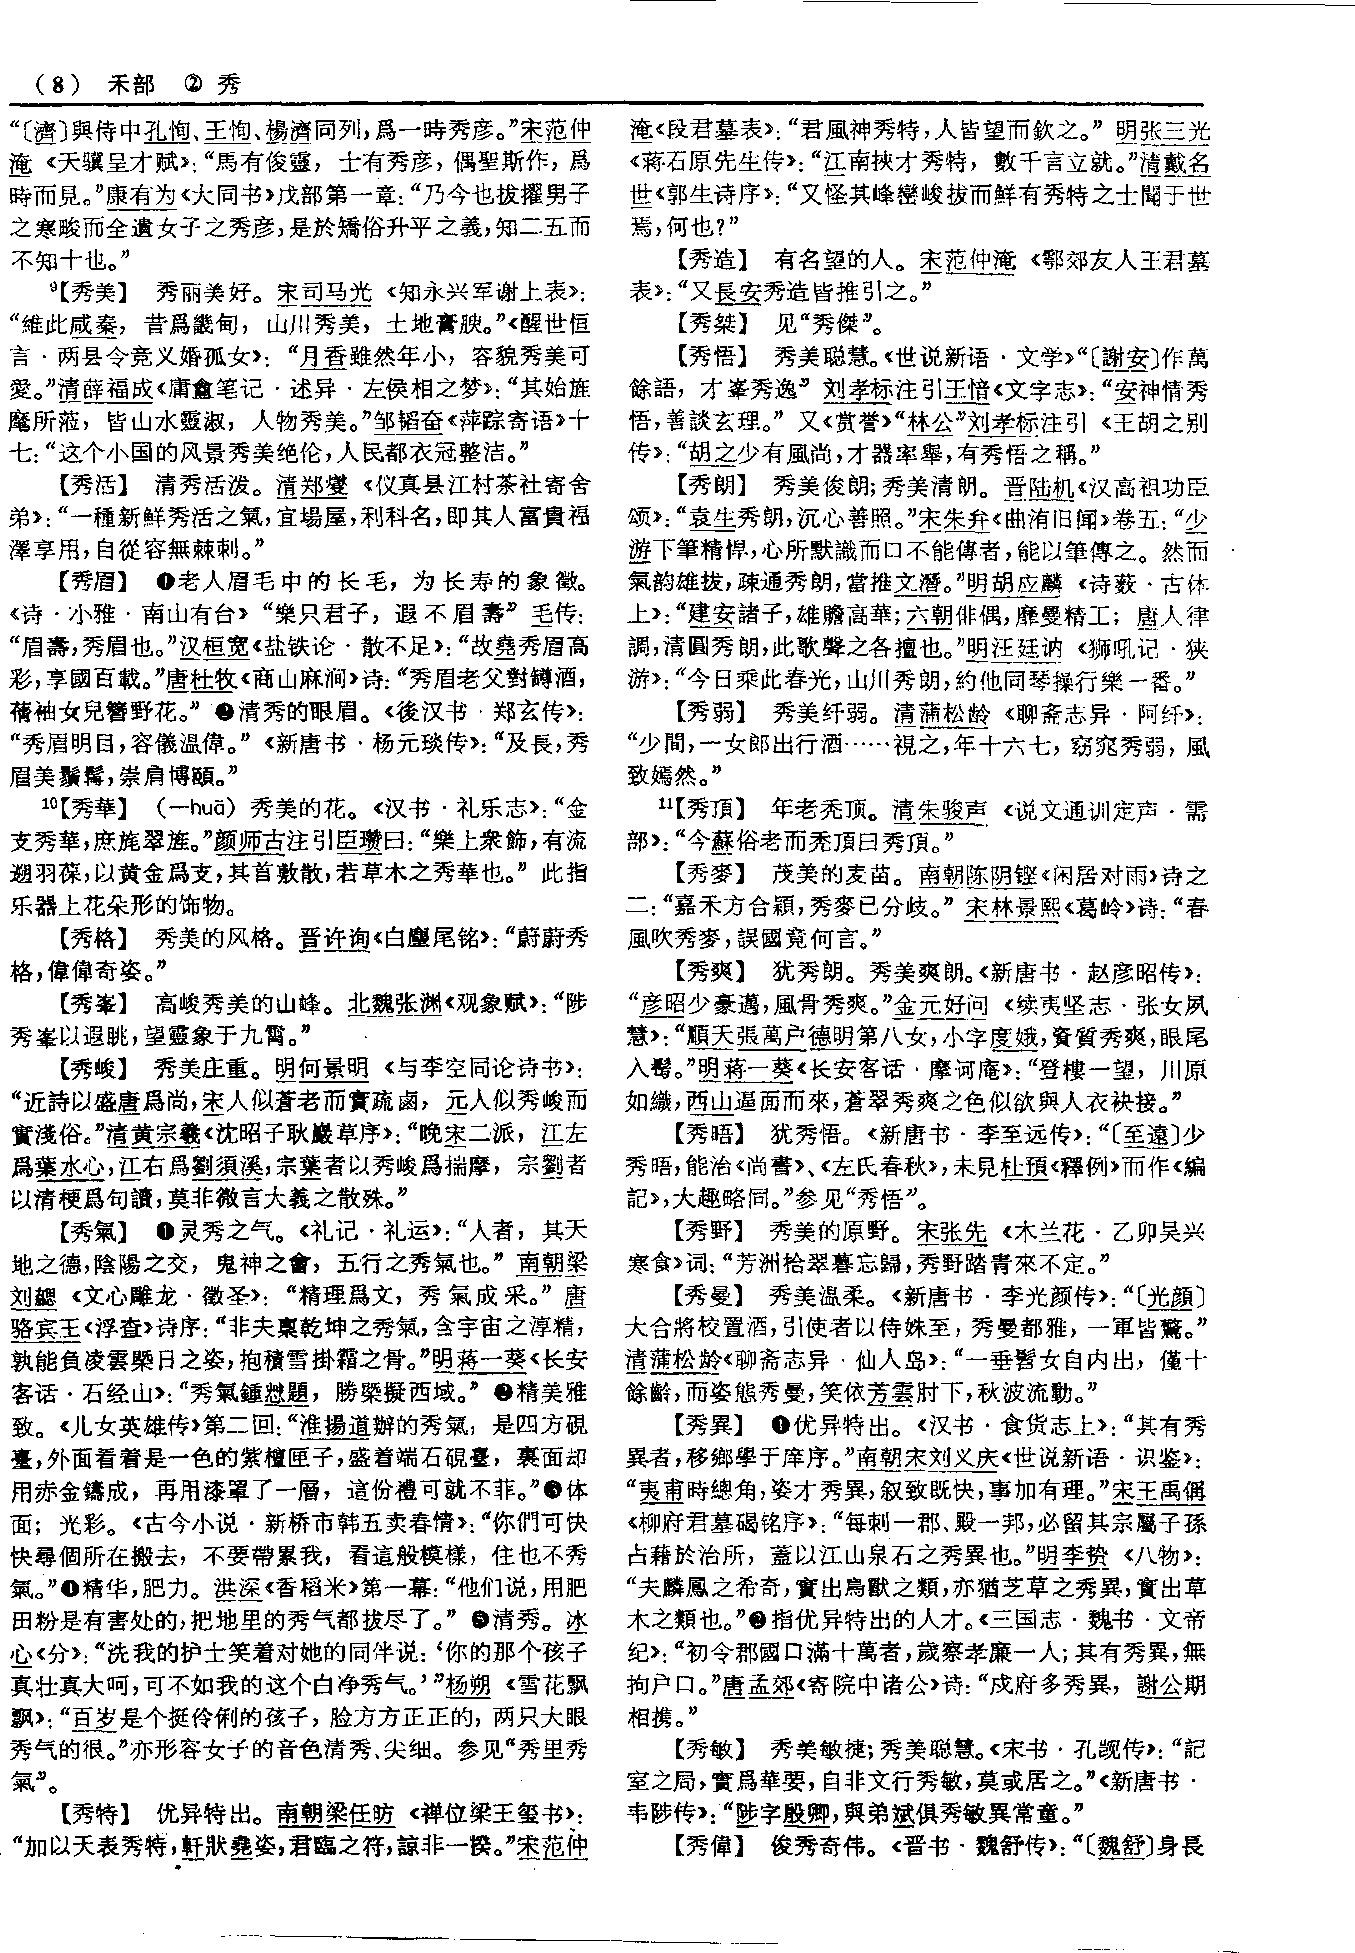 （8） 禾部 ② 秀
“〔濟〕與侍中孔恂、王恂、楊濟同列，爲一時秀彦。”宋范仲
淹《天骥呈才赋》：“馬有俊靈，士有秀彦，偶聖斯作，爲
時而見。”康有为《大同书》戊部第一章：“乃今也拔擢男子
之寒畯而全遺女子之秀彦，是於矯俗升平之義，知二五而
不知十也。”
9【秀美】 秀丽美好。宋司马光《知永兴军谢上表》：
“維此咸秦，昔爲畿甸，山川秀美，土地膏腴。”《醒世恒
言·两县令竞义婚孤女》：“月香雖然年小，容貌秀美可
愛。”清薛福成《庸盦笔记·述异·左侯相之梦》：“其始旌
麾所涖，皆山水靈淑，人物秀美。”邹韬奋《萍踪寄语》十
七：“这个小国的风景秀美绝伦，人民都衣冠整洁。”
【秀活】 清秀活泼。清郑燮《仪真县江村茶社寄舍
弟》：“一種新鮮秀活之氣，宜場屋，利科名，即其人富貴福
澤享用，自從容無棘刺。”
【秀眉】 ❶老人眉毛中的长毛，为长寿的象徵。
《诗·小雅·南山有台》“樂只君子，遐不眉壽”毛传：
“眉壽，秀眉也。”汉桓宽《盐铁论·散不足》：“故堯秀眉高
彩，享國百載。”唐杜牧《商山麻涧》诗：“秀眉老父對罇酒，
蒨袖女兒簪野花。”❷清秀的眼眉。《後汉书·郑玄传》：
“秀眉明目，容儀温偉。”《新唐书·杨元琰传》：“及長，秀
眉美鬚髯，崇肩博頤。”
10【秀華】 （—huā）秀美的花。《汉书·礼乐志》：“金
支秀華，庶旄翠旌。”颜师古注引臣瓒曰：“樂上衆飾，有流
遡羽葆，以黄金爲支，其首敷散，若草木之秀華也。”此指
乐器上花朵形的饰物。
【秀格】 秀美的风格。晋许询《白麈尾铭》：“蔚蔚秀
格，偉偉奇姿。”
【秀峯】 高峻秀美的山峰。北魏张渊《观象赋》：“陟
秀峯以遐眺，望靈象于九霄。”
【秀峻】 秀美庄重。明何景明《与李空同论诗书》：
“近詩以盛唐爲尚，宋人似蒼老而實疏鹵，元人似秀峻而
實淺俗。”清黄宗羲《沈昭子耿巖草序》：“晚宋二派，江左
爲葉水心，江右爲劉須溪，宗葉者以秀峻爲揣摩，宗劉者
以清梗爲句讀，莫非微言大義之散殊。”
【秀氣】 ❶灵秀之气。《礼记·礼运》：“人者，其天
地之德，陰陽之交，鬼神之會，五行之秀氣也。”南朝梁
刘勰《文心雕龙·徵圣》：“精理爲文，秀氣成采。”唐
骆宾王《浮查》诗序：“非夫稟乾坤之秀氣，含宇宙之淳精，
孰能負凌雲槩日之姿，抱積雪掛霜之骨。”明蒋一葵《长安
客话·石经山》：“秀氣鍾愆題，勝槩擬西域。”❷精美雅
致。《儿女英雄传》第二回：“淮揚道辦的秀氣，是四方硯
臺，外面看着是一色的紫檀匣子，盛着端石硯臺，裏面却
用赤金鑄成，再用漆罩了一層，這份禮可就不菲。”❸体
面；光彩。《古今小说·新桥市韩五卖春情》：“你們可快
快尋個所在搬去，不要帶累我，看這般模樣，住也不秀
氣。”❹精华，肥力。洪深《香稻米》第一幕：“他们说，用肥
田粉是有害处的，把地里的秀气都拔尽了。”❺清秀。冰
心《分》：“洗我的护士笑着对她的同伴说：‘你的那个孩子
真壮真大呵，可不如我的这个白净秀气。’”杨朔《雪花飘
飘》：“百岁是个挺伶俐的孩子，脸方方正正的，两只大眼
秀气的很。”亦形容女子的音色清秀、尖细。参见“秀里秀
氣”。
【秀特】 优异特出。南朝梁任昉《禅位梁王玺书》：
“加以天表秀特，軒狀堯姿，君臨之符，諒非一揆。”宋范仲
淹《段君墓表》：“君風神秀特，人皆望而欽之。”明张三光
《蒋石原先生传》：“江南挾才秀特，數千言立就。”清戴名
世《郭生诗序》：“又怪其峰巒峻拔而鮮有秀特之士聞于世
焉，何也？”
【秀造】 有名望的人。宋范仲淹《鄠郊友人王君墓
表》：“又長安秀造皆推引之。”
【秀桀】 见“秀傑”。
【秀悟】 秀美聪慧。《世说新语·文学》“〔謝安〕作萬
餘語，才峯秀逸”刘孝标注引王愔《文字志》：“安神情秀
悟，善談玄理。”又《赏誉》“林公”刘孝标注引《王胡之别
传》：“胡之少有風尚，才器率舉，有秀悟之稱。”
【秀朗】 秀美俊朗；秀美清朗。晋陆机《汉高祖功臣
颂》：“袁生秀朗，沉心善照。”宋朱弁《曲洧旧闻》卷五：“少
游下筆精悍，心所默識而口不能傳者，能以筆傳之。然而
氣韵雄拔，疎通秀朗，當推文潛。”明胡应麟《诗薮·古体
上》：“建安諸子，雄贍高華；六朝俳偶，靡曼精工；唐人律
調，清圓秀朗，此歌聲之各擅也。”明汪廷讷《狮吼记·狭
游》：“今日乘此春光，山川秀朗，約他同琴操行樂一番。”
【秀弱】 秀美纤弱。清蒲松龄《聊斋志异·阿纤》：
“少間，一女郎出行酒……視之，年十六七，窈窕秀弱，風
致嫣然。”
11【秀頂】 年老秃顶。清朱骏声《说文通训定声·需
部》：“今蘇俗老而秃頂曰秀頂。”
【秀麥】 茂美的麦苗。南朝陈阴铿《闲居对雨》诗之
二：“嘉禾方合穎，秀麥已分歧。”宋林景熙《葛岭》诗：“春
風吹秀麥，誤國竟何言。”
【秀爽】 犹秀朗。秀美爽朗。《新唐书·赵彦昭传》：
“彦昭少豪邁，風骨秀爽。”金元好问《续夷坚志·张女夙
慧》：“順天張萬户德明第八女，小字度娥，資質秀爽，眼尾
入鬢。”明蒋一葵《长安客话·摩诃庵》：“登樓一望，川原
如織，西山逼面而來，蒼翠秀爽之色似欲與人衣袂接。”
【秀晤】 犹秀悟。《新唐书·李至远传》：“〔至遠〕少
秀晤，能治《尚書》、《左氏春秋》，未見杜預《釋例》而作《編
記》，大趣略同。”参见“秀悟”。
【秀野】 秀美的原野。宋张先《木兰花·乙卯吴兴
寒食》词：“芳洲拾翠暮忘歸，秀野踏青來不定。”
【秀曼】 秀美温柔。《新唐书·李光颜传》：“〔光顔〕
大合將校置酒，引使者以侍姝至，秀曼都雅，一軍皆驚。”
清蒲松龄《聊斋志异·仙人岛》：“一垂髫女自内出，僅十
餘齡，而姿態秀曼，笑依芳雲肘下，秋波流動。”
【秀異】 ❶优异特出。《汉书·食货志上》：“其有秀
異者，移鄉學于庠序。”南朝宋刘义庆《世说新语·识鉴》：
“夷甫時總角，姿才秀異，叙致既快，事加有理。”宋王禹偁
《柳府君墓碣铭序》：“每刺一郡、殿一邦，必留其宗屬子孫
占藉於治所，蓋以江山泉石之秀異也。”明李贽《八物》：
“夫麟鳳之希奇，實出鳥獸之類，亦猶芝草之秀異，實出草
木之類也。”❷指优异特出的人才。《三国志·魏书·文帝
纪》：“初令郡國口滿十萬者，歲察孝廉一人；其有秀異，無
拘户口。”唐孟郊《寄院中诸公》诗：“戍府多秀異，謝公期
相携。”
【秀敏】 秀美敏捷；秀美聪慧。《宋书·孔觊传》：“記
室之局，實爲華要，自非文行秀敏，莫或居之。”《新唐书·
韦陟传》：“陟字殷卿，與弟斌俱秀敏異常童。”
【秀偉】 俊秀奇伟。《晋书·魏舒传》：“〔魏舒〕身長